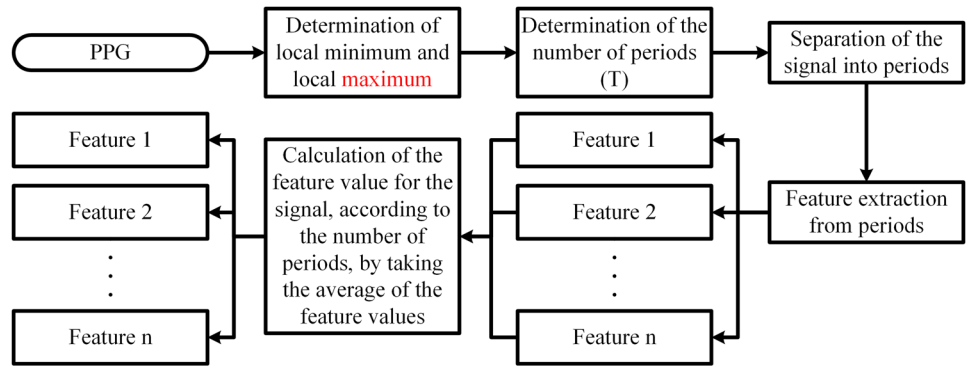 PPG
Determination of
local minimum and
local maximum
Determination of the
number of periods
(T)
Separation of the
signal into periods
Feature extraction
from periods
Feature 1
Feature 2
Feature n
Calculation of the
feature value for the
signal, according to
the number of
periods, by taking
the average of the
feature values
Feature 1
Feature 2
Feature n